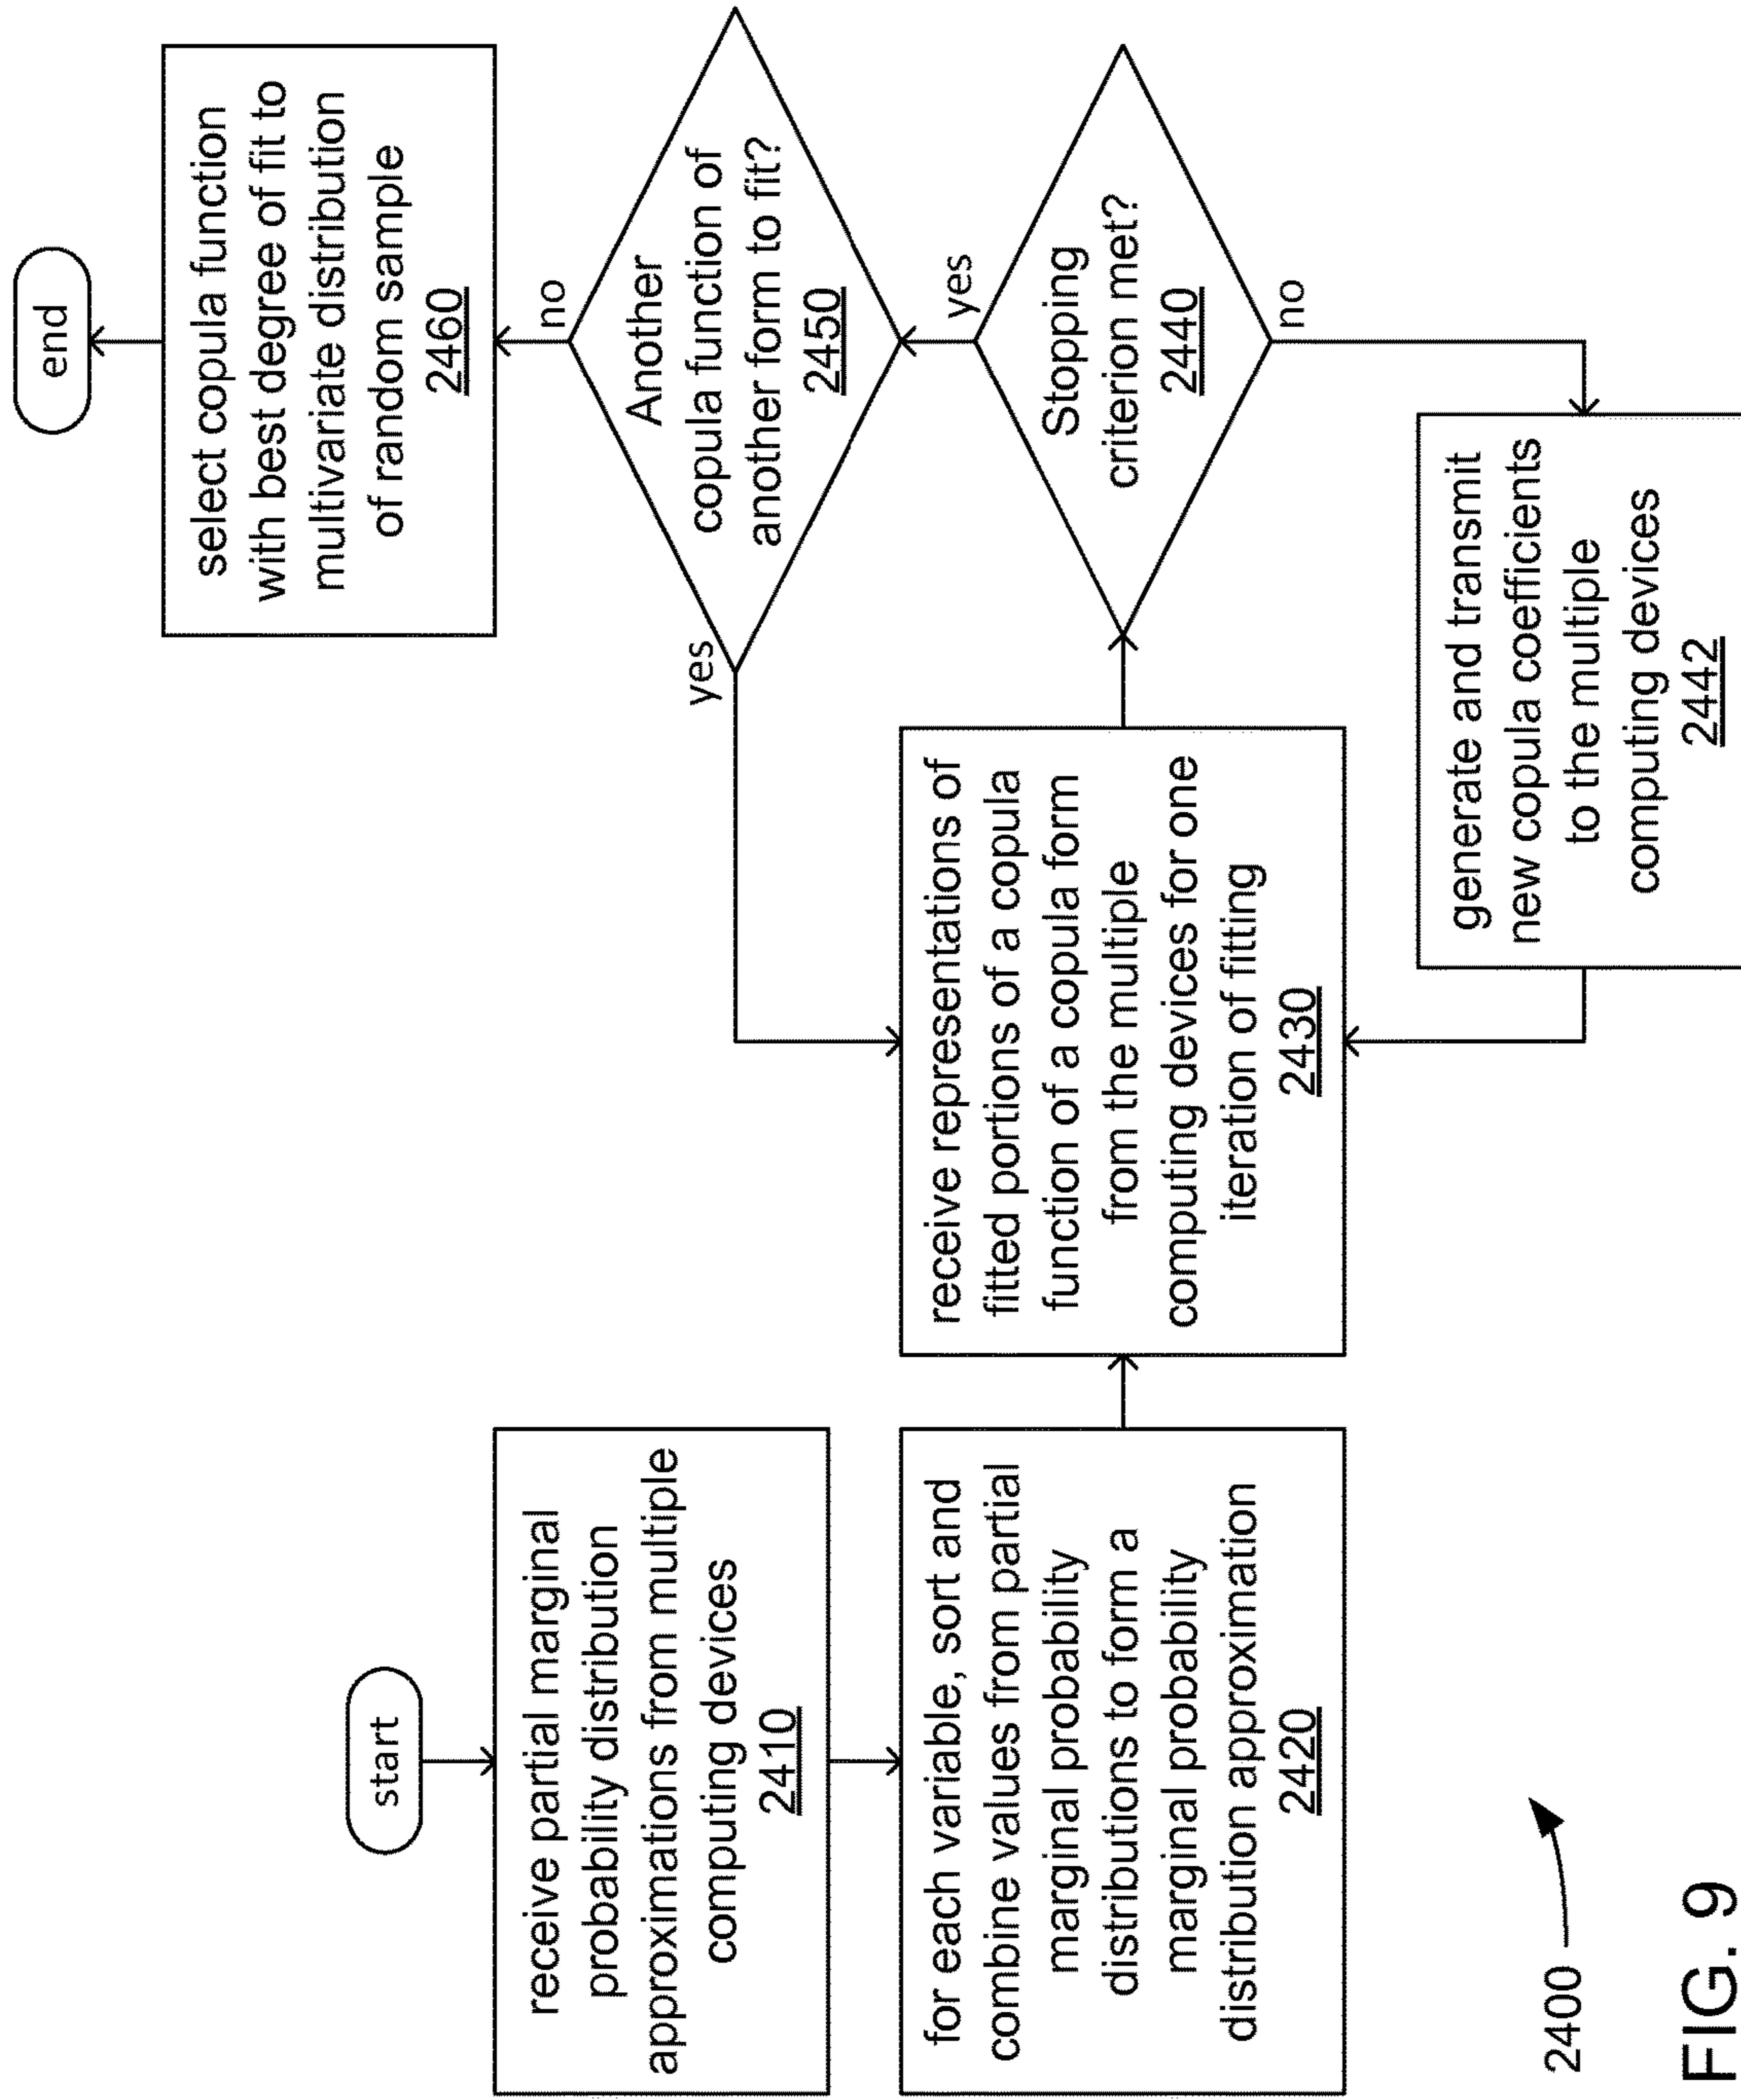 start
receive partial marginal
probability distribution
approximations from multiple
computing devices
2410
for each variable, sort and
combine values from partial
marginal probability
distributions to form a
marginal probability
distribution approximation
2420
receive representations of
fitted portions of a copula
function of a copula form
from the multiple
computing devices for one
iteration of fitting
2430
Stopping
criterion met?
2440
no
generate and transmit
new copula coefficients
to the multiple
computing devices
2442
yes
Another
copula function of
another form to fit?
2450
yes
no
select copula function
with best degree of fit to
multivariate distribution
of random sample
2460
end
2400
FIG. 9